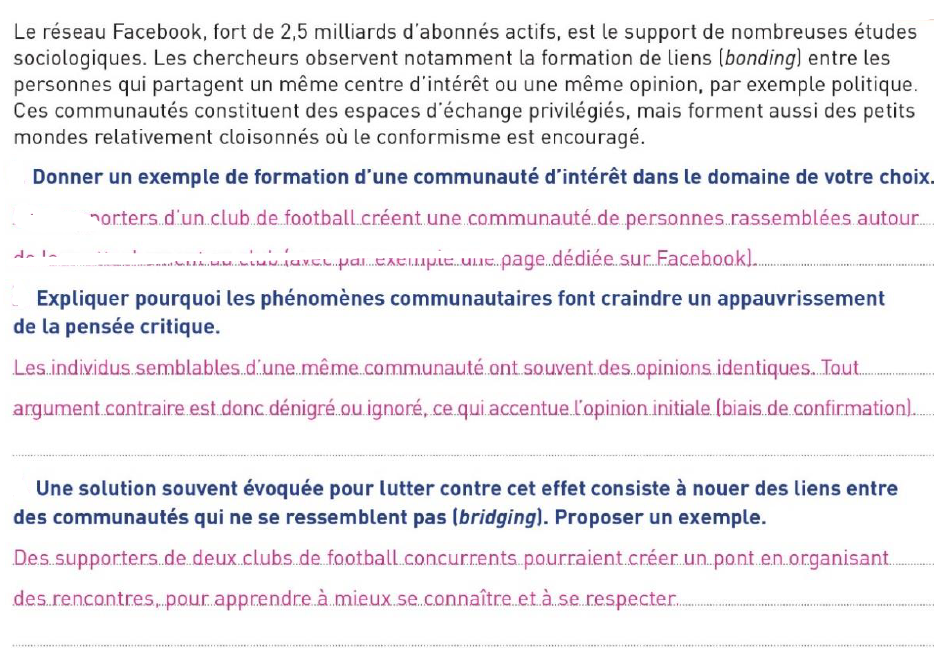 Le réseau Facebook, fort de 2,5 milliards d'abonnés actifs, est le support de nombreuses études
sociologiques. Les chercheurs observent notamment la formation de liens (bonding) entre les
personnes qui partagent un même centre d'intérêt ou une même opinion, par exemple politique.
Ces communautés constituent des espaces d'échange privilégiés, mais forment aussi des petits
mondes relativement cloisonnés où le conformisme est encouragé.
Donner un exemple de formation d'une communauté d'intérêt dans le domaine de votre choix.
porters d'un club de football créent une communauté de personnes rassemblées autour
au club (avec par exemple une page dédiée sur Facebook).
Expliquer pourquoi les phénomènes communautaires font craindre un appauvrissement
de la pensée critique.
Les individus semblables d'une même communauté ont souvent des opinions identiques. Tout
argument contraire est donc dénigré ou ignoré, ce qui accentue l'opinion initiale (biais de confirmation).
Une solution souvent évoquée pour lutter contre cet effet consiste à nouer des liens entre
des communautés qui ne se ressemblent pas (bridging). Proposer un exemple.
Des supporters de deux clubs de football concurrents pourraient créer un pont en organisant
des rencontres, pour apprendre à mieux se connaître et à se respecter.